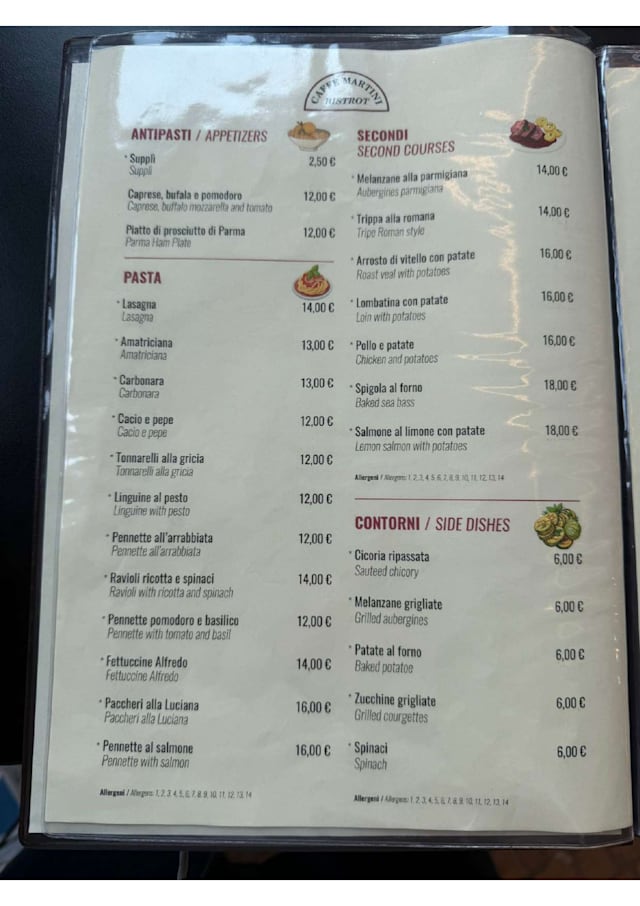 CAFFÈ MARTINI
BISTROT
ANTIPASTI / APPETIZERS
* Supplì 2,50 €
Supplì
Caprese, bufala e pomodoro 12,00 €
Caprese, buffalo mozzarella and tomato
Piatto di prosciutto di Parma 12,00 €
Parma Ham Plate
PASTA
* Lasagna 14,00 €
Lasagna
* Amatriciana 13,00 €
Amatriciana
* Carbonara 13,00 €
Carbonara
* Cacio e pepe 12,00 €
Cacio e pepe
* Tonnarelli alla gricia 12,00 €
Tonnarelli alla gricia
* Linguine al pesto 12,00 €
Linguine with pesto
* Pennette all'arrabbiata 12,00 €
Pennette all'arrabbiata
* Ravioli ricotta e spinaci 14,00 €
Ravioli with ricotta and spinach
* Pennette pomodoro e basilico 12,00 €
Pennette with tomato and basil
* Fettuccine Alfredo 14,00 €
Fettuccine Alfredo
* Paccheri alla Luciana 16,00 €
Paccheri alla Luciana
* Pennette al salmone 16,00 €
Pennette with salmon
Allergeni / Allergens: 1, 2, 3, 4, 5, 6, 7, 8, 9, 10, 11, 12, 13, 14
SECONDI
SECOND COURSES
* Melanzane alla parmigiana 14,00 €
Aubergines parmigiana
* Trippa alla romana 14,00 €
Tripe Roman style
* Arrosto di vitello con patate 16,00 €
Roast veal with potatoes
* Lombatina con patate 16,00 €
Loin with potatoes
* Pollo e patate 16,00 €
Chicken and potatoes
* Spigola al forno 18,00 €
Baked sea bass
* Salmone al limone con patate 18,00 €
Lemon salmon with potatoes
Allergeni / Allergens: 1, 2, 3, 4, 5, 6, 7, 8, 9, 10, 11, 12, 13, 14
CONTORNI / SIDE DISHES
* Cicoria ripassata 6,00 €
Sauteed chicory
* Melanzane grigliate 6,00 €
Grilled aubergines
* Patate al forno 6,00 €
Baked potatoe
* Zucchine grigliate 6,00 €
Grilled courgettes
* Spinaci 6,00 €
Spinach
Allergeni / Allergens: 1, 2, 3, 4, 5, 6, 7, 8, 9, 10, 11, 12, 13, 14